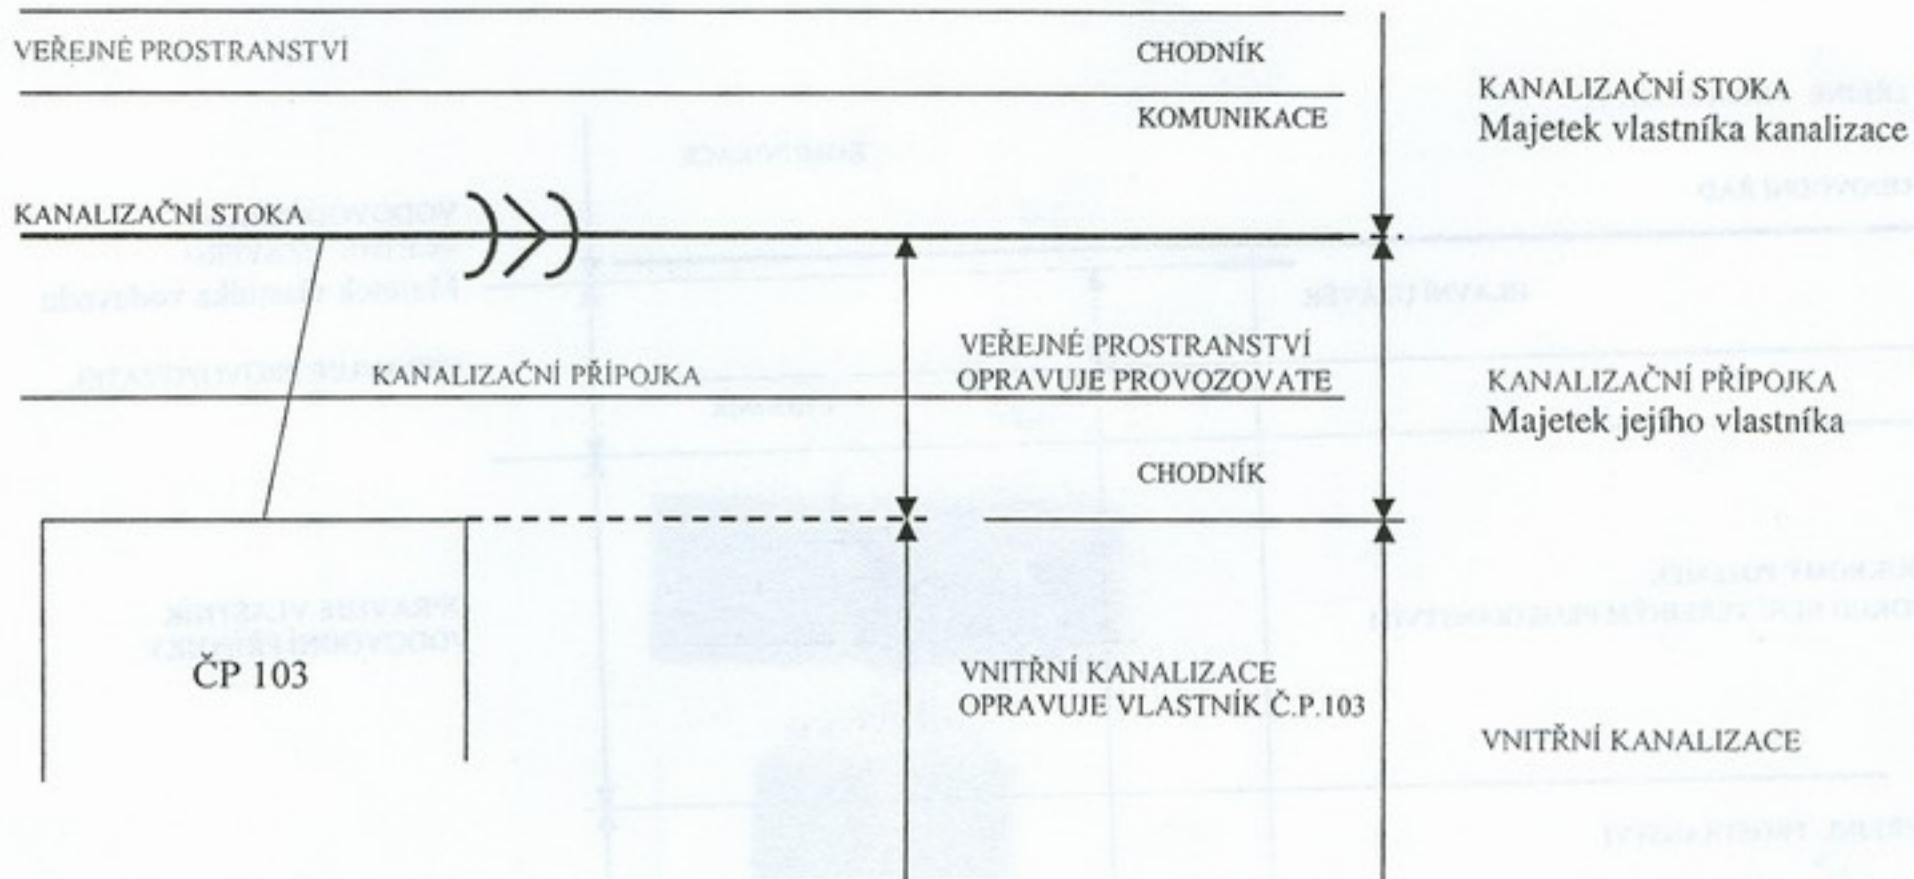 VEŘEJNÉ PROSTRANSTVÍ
CHODNÍK
KOMUNIKACE
KANALIZAČNÍ STOKA
Majetek vlastníka kanalizace
KANALIZAČNÍ STOKA
VEŘEJNÉ PROSTRANSTVÍ
OPRAVUJE PROVOZOVATE
KANALIZAČNÍ PŘÍPOJKA
KANALIZAČNÍ PŘÍPOJKA
Majetek jejího vlastníka
CHODNÍK
ČP 103
VNITŘNÍ KANALIZACE
OPRAVUJE VLASTNÍK Č.P.103
VNITŘNÍ KANALIZACE